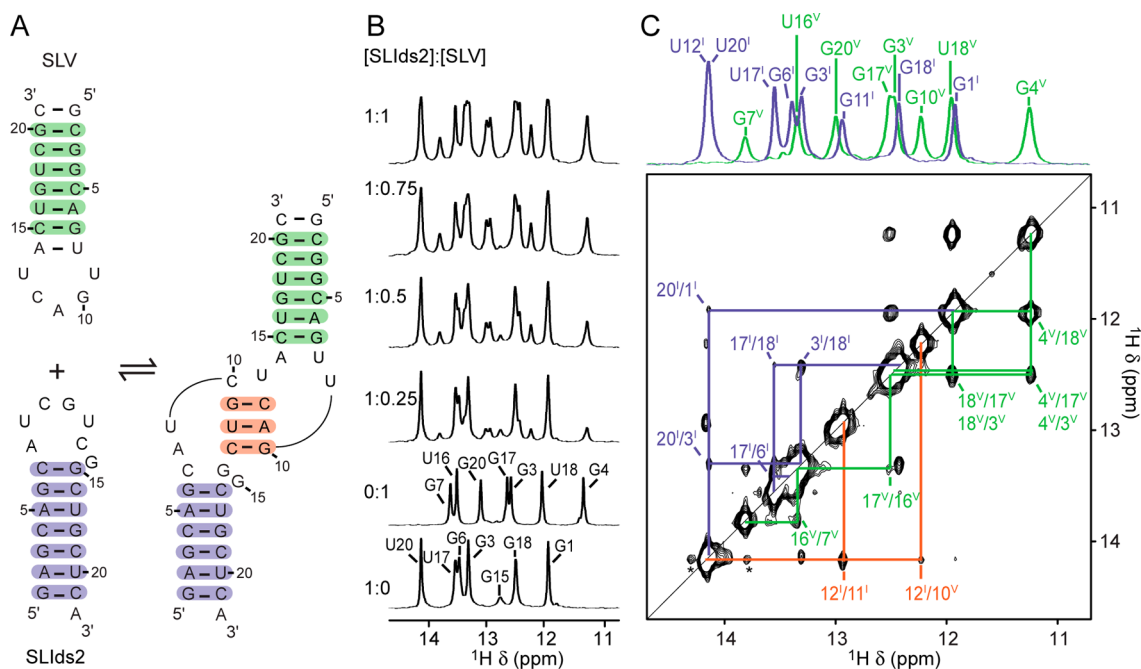 A
SLV
3' 5'
C – G
20 G – C
C – G
U – G
G – C 5
U – A
15 C – G
A – U
U U
C G
A 10
+
⇌
C G
U U
A C
G
C – G 15
G – C
5 A – U
C – G
G – C
A – U 20
G – C
5' A
3'
SLIds2
3' 5'
C – G
20 G – C
C – G
U – G
G – C 5
U – A
15 C – G
A U
10 U U
C
G – C
U – A
C – G
10
U
A
C G
G 15
G – C
5 A – U
C – G
G – C
A – U 20
G – C
5' A
3'
B
[SLIds2]:[SLV]
1:1
1:0.75
1:0.5
1:0.25
0:1
U16 G20 G17 G3 U18 G4
G7
1:0
U20 U17 G6 G3 G15 G18 G1
14 13 12 11
¹H δ (ppm)
C
U12ᴵ U20ᴵ G7ⱽ U17ᴵ G6ᴵ U16ⱽ G3ᴵ G20ⱽ G11ᴵ G17ⱽ G3ⱽ G18ᴵ G10ⱽ U18ⱽ G1ᴵ G4ⱽ
20ᴵ/1ᴵ
17ᴵ/18ᴵ 3ᴵ/18ᴵ
4ⱽ/18ⱽ
18ⱽ/17ⱽ 4ⱽ/17ⱽ
18ⱽ/3ⱽ 4ⱽ/3ⱽ
20ᴵ/3ᴵ 17ᴵ/6ᴵ
17ⱽ/16ⱽ
16ⱽ/7ⱽ
* *
12ᴵ/11ᴵ 12ᴵ/10ⱽ
11
12
13
14
¹H δ (ppm)
14 13 12 11
¹H δ (ppm)